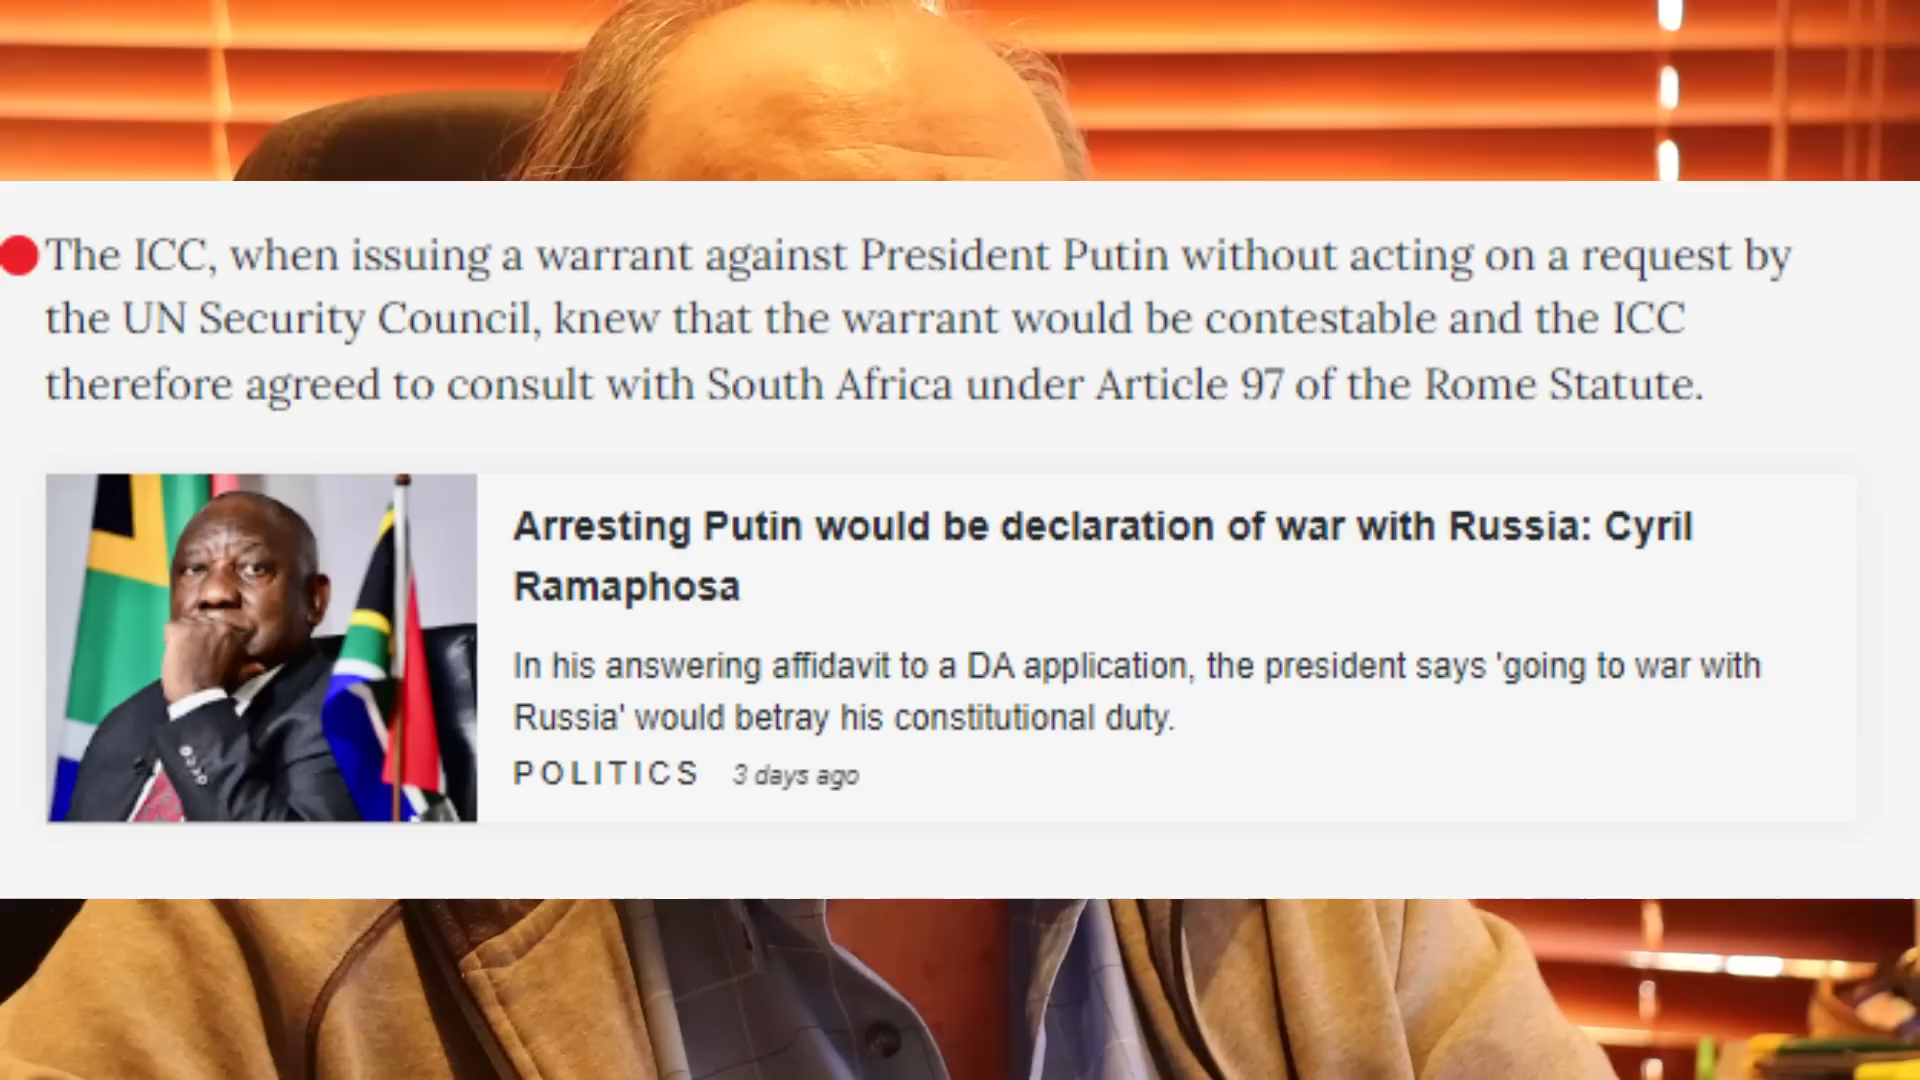 The ICC, when issuing a warrant against President Putin without acting on a request by
the UN Security Council, knew that the warrant would be contestable and the ICC
therefore agreed to consult with South Africa under Article 97 of the Rome Statute.
Arresting Putin would be declaration of war with Russia: Cyril
Ramaphosa
In his answering affidavit to a DA application, the president says 'going to war with
Russia' would betray his constitutional duty.
POLITICS 3 days ago